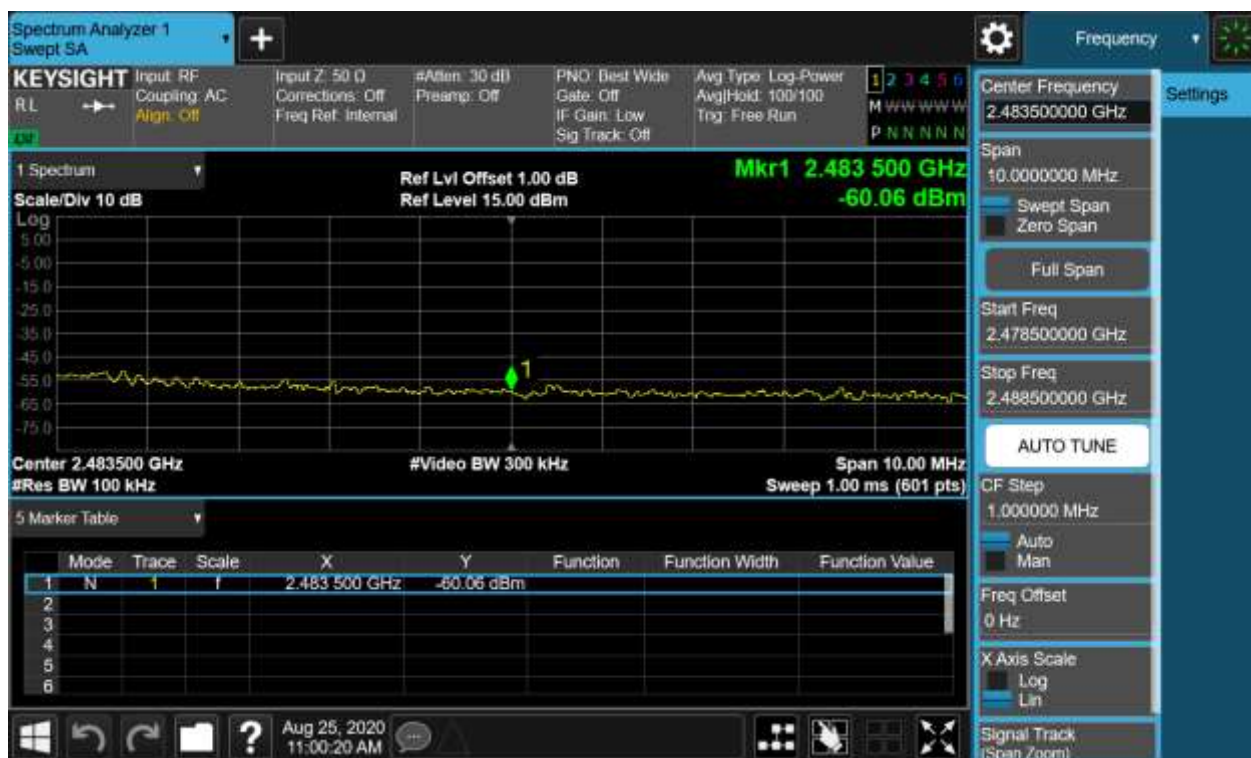 Spectrum Analyzer 1
Swept SA
+
Frequency
KEYSIGHT
RL
Input: RF
Coupling: AC
Align: Off
Input Z: 50 Ω
Corrections: Off
Freq Ref: Internal
#Atten: 30 dB
Preamp: Off
PNO: Best Wide
Gate: Off
IF Gain: Low
Sig Track: Off
Avg Type: Log-Power
Avg|Hold: 100/100
Trig: Free Run
1 2 3 4 5 6
M W W W W W
P N N N N N
1 Spectrum
Scale/Div 10 dB
Ref Lvl Offset 1.00 dB
Ref Level 15.00 dBm
Mkr1 2.483 500 GHz
-60.06 dBm
Log
5.00
-5.00
-15.0
-25.0
-35.0
-45.0
-55.0
-65.0
-75.0
1
Center 2.483500 GHz
#Res BW 100 kHz
#Video BW 300 kHz
Span 10.00 MHz
Sweep 1.00 ms (601 pts)
5 Marker Table
Mode Trace Scale X Y Function Function Width Function Value
1 N 1 f 2.483 500 GHz -60.06 dBm
2
3
4
5
6
?
Aug 25, 2020
11:00:20 AM
Center Frequency
2.483500000 GHz
Settings
Span
10.0000000 MHz
Swept Span
Zero Span
Full Span
Start Freq
2.478500000 GHz
Stop Freq
2.488500000 GHz
AUTO TUNE
CF Step
1.000000 MHz
Auto
Man
Freq Offset
0 Hz
X Axis Scale
Log
Lin
Signal Track
(Span Zoom)